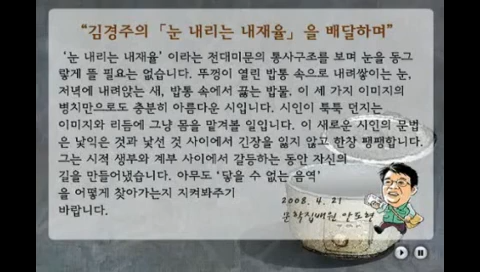 “김경주의「눈 내리는 내재율」을 배달하며”
‘눈 내리는 내재율’ 이라는 전대미문의 통사구조를 보며 눈을 동그
랗게 뜰 필요는 없습니다. 뚜껑이 열린 밥통 속으로 내려쌓이는 눈,
저녁에 내려앉는 새, 밥통 속에서 끓는 밥물, 이 세 가지 이미지의
병치만으로도 충분히 아름다운 시입니다. 시인이 툭툭 던지는
이미지와 리듬에 그냥 몸을 맡겨볼 일입니다. 이 새로운 시인의 문법
은 낯익은 것과 낯선 것 사이에서 긴장을 잃지 않고 한창 팽팽합니다.
그는 시적 생부와 계부 사이에서 갈등하는 동안 자신의
길을 만들어냈습니다. 아무도 ‘닿을 수 없는 음역’
을 어떻게 찾아가는지 지켜봐주기
바랍니다.
2008. 4. 21
문학집배원 안도현